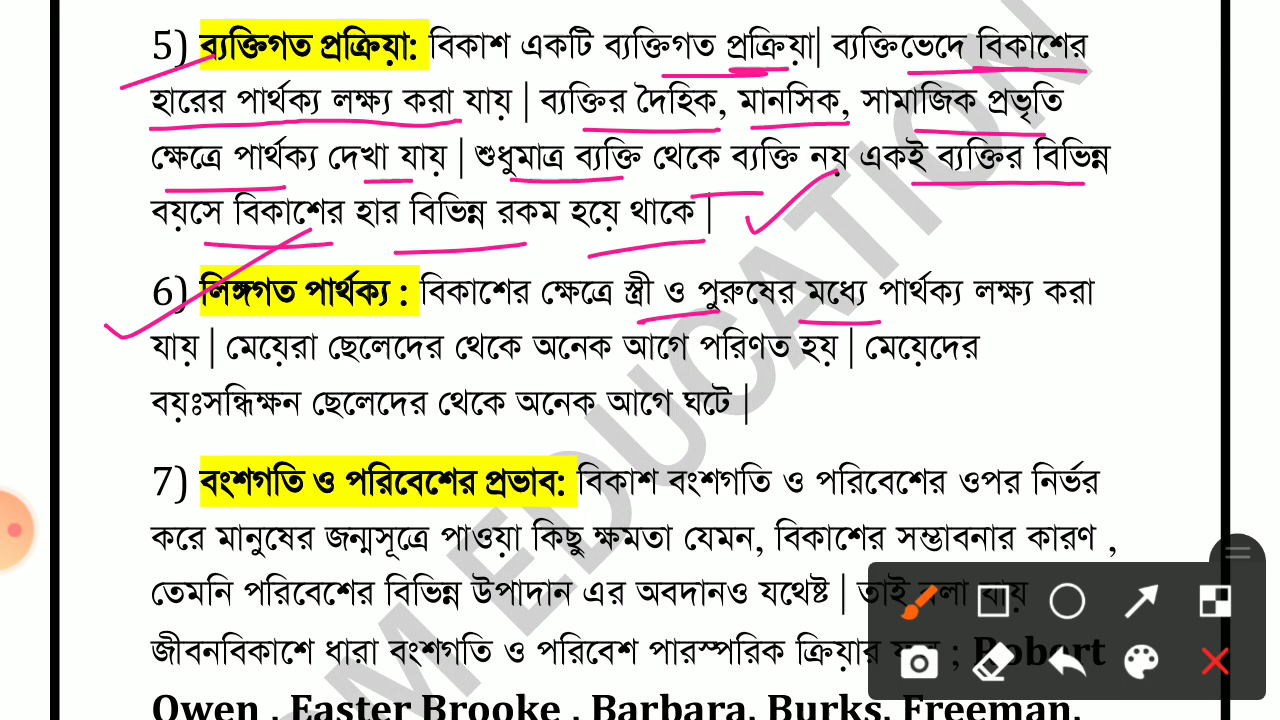 5) ব্যক্তিগত প্রক্রিয়া: বিকাশ একটি ব্যক্তিগত প্রক্রিয়া| ব্যক্তিভেদে বিকাশের
হারের পার্থক্য লক্ষ্য করা যায় | ব্যক্তির দৈহিক, মানসিক, সামাজিক প্রভৃতি
ক্ষেত্রে পার্থক্য দেখা যায় | শুধুমাত্র ব্যক্তি থেকে ব্যক্তি নয় একই ব্যক্তির বিভিন্ন
বয়সে বিকাশের হার বিভিন্ন রকম হয়ে থাকে |
6) লিঙ্গগত পার্থক্য : বিকাশের ক্ষেত্রে স্ত্রী ও পুরুষের মধ্যে পার্থক্য লক্ষ্য করা
যায় | মেয়েরা ছেলেদের থেকে অনেক আগে পরিণত হয় | মেয়েদের
বয়ঃসন্ধিক্ষন ছেলেদের থেকে অনেক আগে ঘটে |
7) বংশগতি ও পরিবেশের প্রভাব: বিকাশ বংশগতি ও পরিবেশের ওপর নির্ভর
করে মানুষের জন্মসূত্রে পাওয়া কিছু ক্ষমতা যেমন, বিকাশের সম্ভাবনার কারণ ,
তেমনি পরিবেশের বিভিন্ন উপাদান এর অবদানও যথেষ্ট | তাই বলা যায়
জীবনবিকাশে ধারা বংশগতি ও পরিবেশ পারস্পরিক ক্রিয়ার ; Robert
Owen , Easter Brooke , Barbara, Burks, Freeman,
M EDUCATION